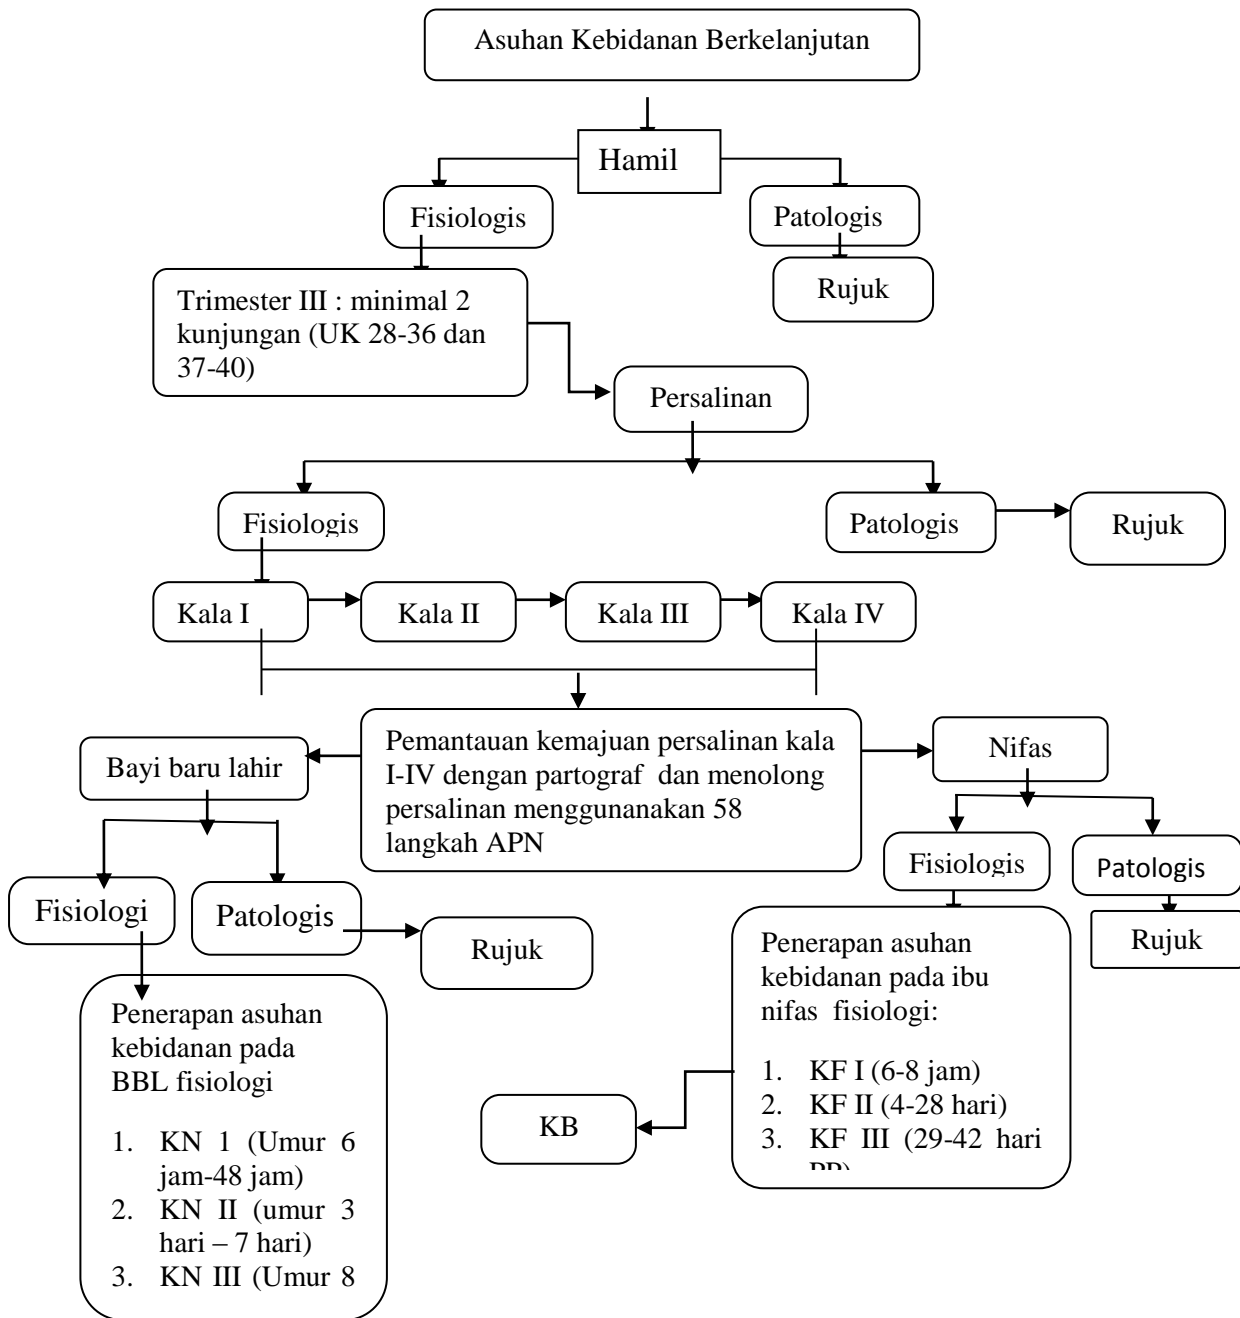 Asuhan Kebidanan Berkelanjutan
Hamil
Fisiologis
Patologis
Rujuk
Trimester III : minimal 2
kunjungan (UK 28-36 dan
37-40)
Persalinan
Fisiologis
Patologis
Rujuk
Kala I
Kala II
Kala III
Kala IV
Pemantauan kemajuan persalinan kala
I-IV dengan partograf dan menolong
persalinan menggunanakan 58
langkah APN
Bayi baru lahir
Nifas
Fisiologi
Patologis
Rujuk
Fisiologis
Patologis
Rujuk
Penerapan asuhan
kebidanan pada
BBL fisiologi
1. KN 1 (Umur 6
jam-48 jam)
2. KN II (umur 3
hari – 7 hari)
3. KN III (Umur 8
Penerapan asuhan
kebidanan pada ibu
nifas fisiologi:
1. KF I (6-8 jam)
2. KF II (4-28 hari)
3. KF III (29-42 hari
KB